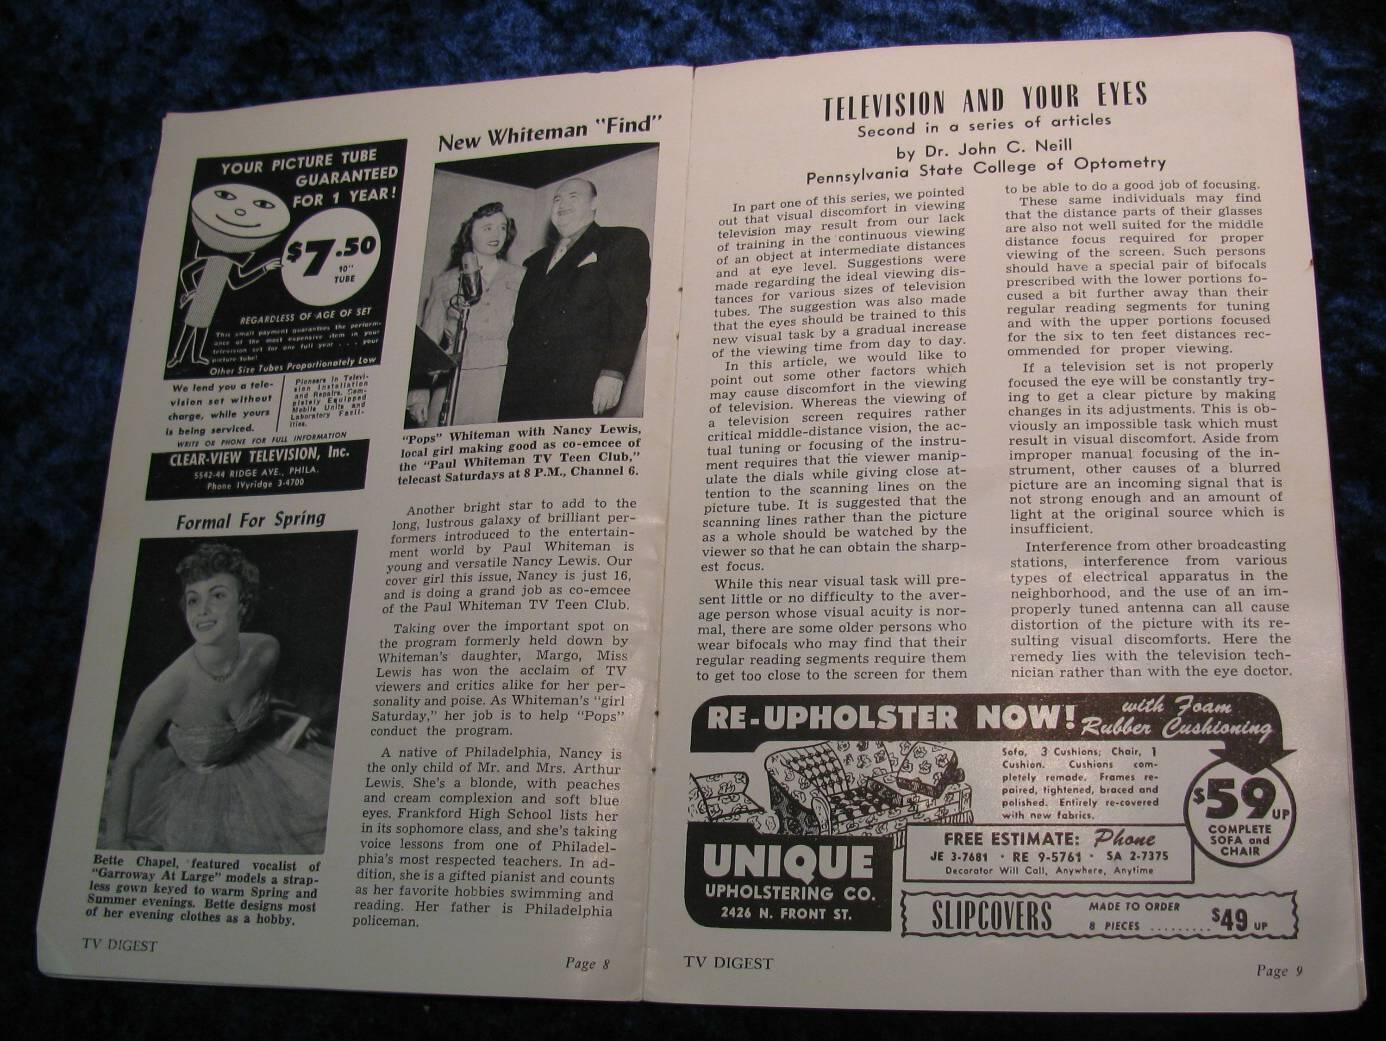 YOUR PICTURE TUBE
GUARANTEED
FOR 1 YEAR!
$7.50
10"
TUBE
REGARDLESS OF AGE OF SET
This small payment guarantees the perform-
ance of the most expensive item in your
television set for one full year . . . your
picture tube!
Other Size Tubes Proportionately Low
We lend you a tele-
vision set without
charge, while yours
is being serviced.
Pioneers in Televi-
sion Installation
and Repairs. Com-
pletely Equipped
Mobile Units and
Laboratory Facil-
ities.
WRITE OR PHONE FOR FULL INFORMATION
CLEAR-VIEW TELEVISION, Inc.
5542-44 RIDGE AVE., PHILA.
Phone IVyridge 3-4700
Formal For Spring
Bette Chapel, featured vocalist of
"Garroway At Large" models a strap-
less gown keyed to warm Spring and
Summer evenings. Bette designs most
of her evening clothes as a hobby.
New Whiteman "Find"
"Pops" Whiteman with Nancy Lewis,
local girl making good as co-emcee of
the "Paul Whiteman TV Teen Club,"
telecast Saturdays at 8 P.M., Channel 6.
Another bright star to add to the
long, lustrous galaxy of brilliant per-
formers introduced to the entertain-
ment world by Paul Whiteman is
young and versatile Nancy Lewis. Our
cover girl this issue, Nancy is just 16,
and is doing a grand job as co-emcee
of the Paul Whiteman TV Teen Club.
Taking over the important spot on
the program formerly held down by
Whiteman's daughter, Margo, Miss
Lewis has won the acclaim of TV
viewers and critics alike for her per-
sonality and poise. As Whiteman's "girl
Saturday," her job is to help "Pops"
conduct the program.
A native of Philadelphia, Nancy is
the only child of Mr. and Mrs. Arthur
Lewis. She's a blonde, with peaches
and cream complexion and soft blue
eyes. Frankford High School lists her
in its sophomore class, and she's taking
voice lessons from one of Philadel-
phia's most respected teachers. In ad-
dition, she is a gifted pianist and counts
as her favorite hobbies swimming and
reading. Her father is Philadelphia
policeman.
TV DIGEST
Page 8
TELEVISION AND YOUR EYES
Second in a series of articles
by Dr. John C. Neill
Pennsylvania State College of Optometry
In part one of this series, we pointed
out that visual discomfort in viewing
television may result from our lack
of training in the continuous viewing
of an object at intermediate distances
and at eye level. Suggestions were
made regarding the ideal viewing dis-
tances for various sizes of television
tubes. The suggestion was also made
that the eyes should be trained to this
new visual task by a gradual increase
of the viewing time from day to day.
In this article, we would like to
point out some other factors which
may cause discomfort in the viewing
of television. Whereas the viewing of
a television screen requires rather
critical middle-distance vision, the ac-
tual tuning or focusing of the instru-
ment requires that the viewer manip-
ulate the dials while giving close at-
tention to the scanning lines on the
picture tube. It is suggested that the
scanning lines rather than the picture
as a whole should be watched by the
viewer so that he can obtain the sharp-
est focus.
While this near visual task will pre-
sent little or no difficulty to the aver-
age person whose visual acuity is nor-
mal, there are some older persons who
wear bifocals who may find that their
regular reading segments require them
to get too close to the screen for them
to be able to do a good job of focusing.
These same individuals may find
that the distance parts of their glasses
are also not well suited for the middle
distance focus required for proper
viewing of the screen. Such persons
should have a special pair of bifocals
prescribed with the lower portions fo-
cused a bit further away than their
regular reading segments for tuning
and with the upper portions focused
for the six to ten feet distances rec-
ommended for proper viewing.
If a television set is not properly
focused the eye will be constantly try-
ing to get a clear picture by making
changes in its adjustments. This is ob-
viously an impossible task which must
result in visual discomfort. Aside from
improper manual focusing of the in-
strument, other causes of a blurred
picture are an incoming signal that is
not strong enough and an amount of
light at the original source which is
insufficient.
Interference from other broadcasting
stations, interference from various
types of electrical apparatus in the
neighborhood, and the use of an im-
properly tuned antenna can all cause
distortion of the picture with its re-
sulting visual discomforts. Here the
remedy lies with the television tech-
nician rather than with the eye doctor.
RE-UPHOLSTER NOW!
with Foam
Rubber Cushioning
Sofa, 3 Cushions; Chair, 1
Cushion. Cushions com-
pletely remade. Frames re-
paired, tightened, braced and
polished. Entirely re-covered
with new fabrics.
$59 UP
COMPLETE
SOFA and
CHAIR
UNIQUE
UPHOLSTERING CO.
2426 N. FRONT ST.
FREE ESTIMATE: Phone
JE 3-7681 · RE 9-5761 · SA 2-7375
Decorator Will Call, Anywhere, Anytime
SLIPCOVERS
MADE TO ORDER
8 PIECES .......... $49 UP
TV DIGEST
Page 9